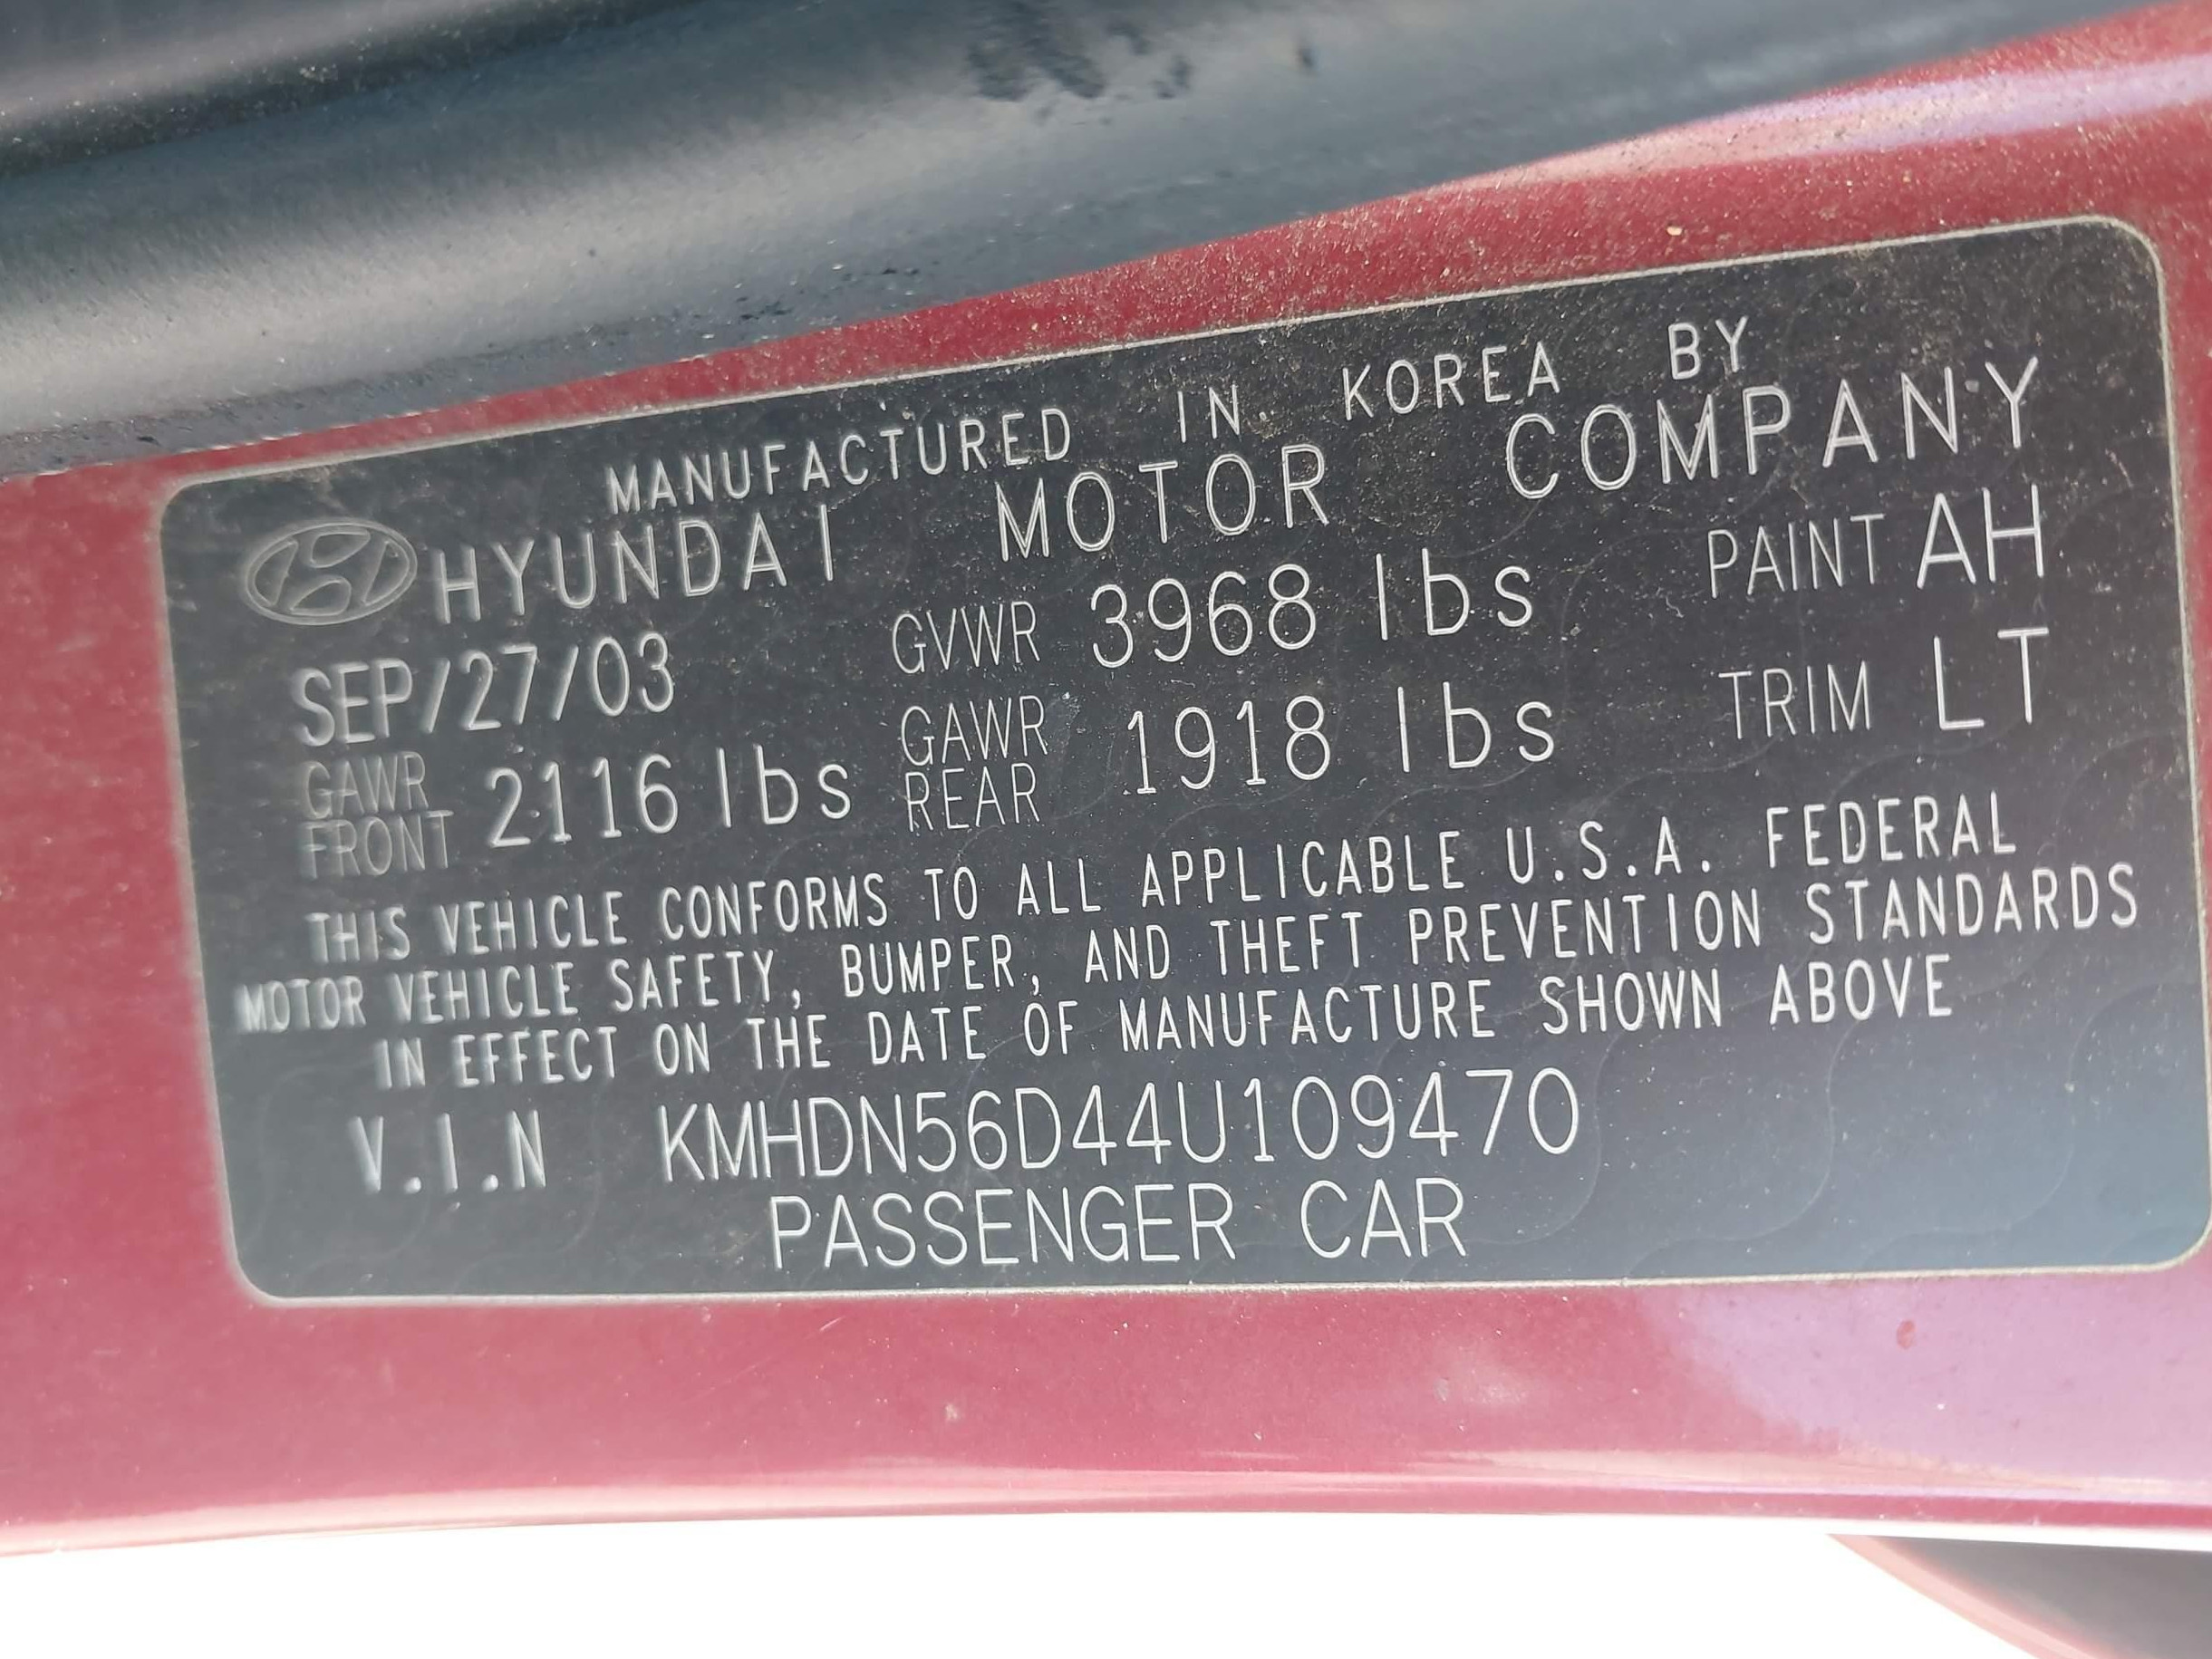 MANUFACTURED IN KOREA BY
HYUNDAI MOTOR COMPANY
SEP/27/03 GVWR 3968 lbs PAINT AH
GAWR FRONT 2116 lbs GAWR REAR 1918 lbs TRIM LT
THIS VEHICLE CONFORMS TO ALL APPLICABLE U.S.A. FEDERAL
MOTOR VEHICLE SAFETY, BUMPER, AND THEFT PREVENTION STANDARDS
IN EFFECT ON THE DATE OF MANUFACTURE SHOWN ABOVE
V.I.N KMHDN56D44U109470
PASSENGER CAR